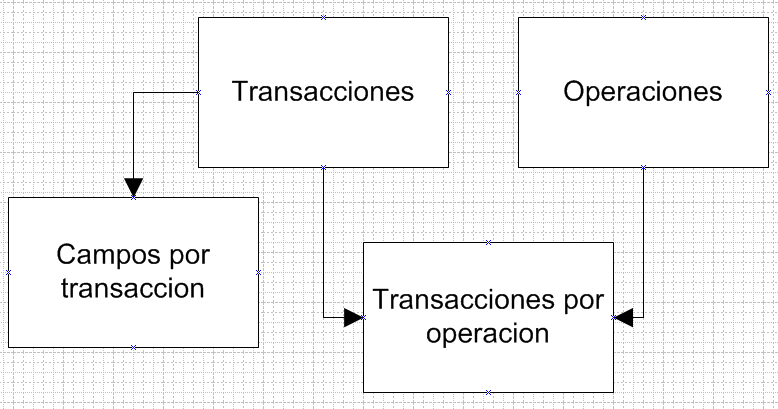 Transacciones
Operaciones
Campos por
transaccion
Transacciones por
operacion